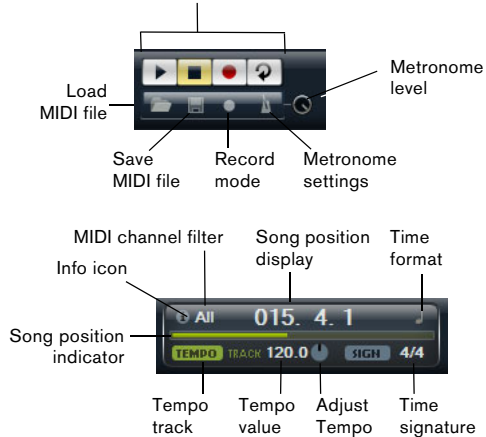 Metronome
level
Load
MIDI file
Save
MIDI file
Record
mode
Metronome
settings
MIDI channel filter
Song position
display
Time
format
Info icon
All
015. 4. 1
Song position
indicator
TEMPO TRACK 120.0 SIGN 4/4
Tempo
track
Tempo
value
Adjust
Tempo
Time
signature